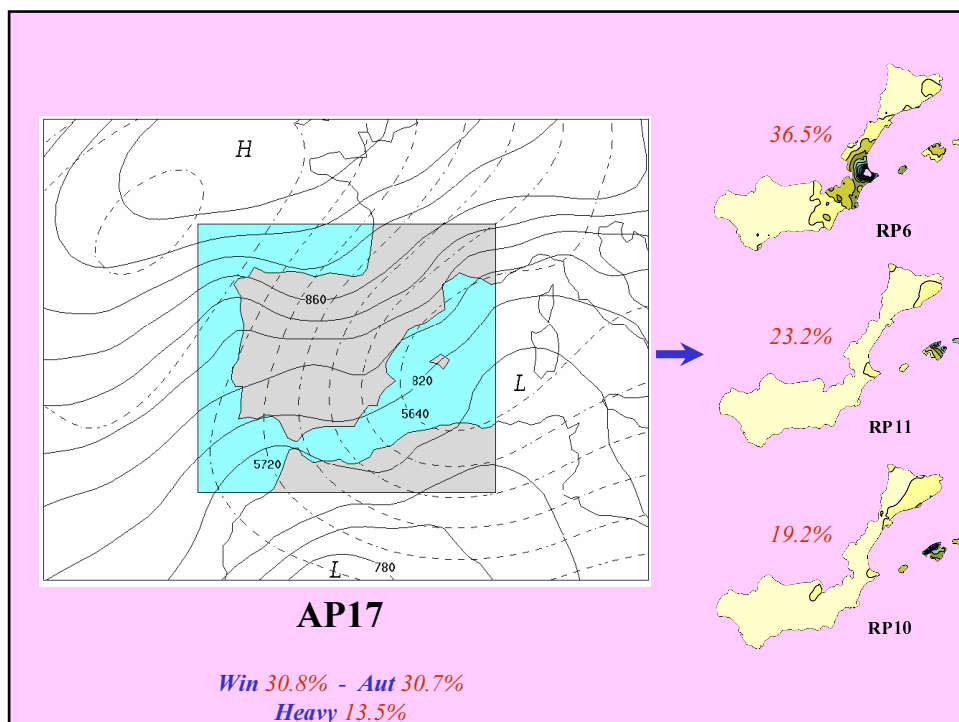 H
860
820
5640
5720
L
L
780
AP17
Win 30.8% - Aut 30.7%
Heavy 13.5%
36.5%
RP6
23.2%
RP11
19.2%
RP10